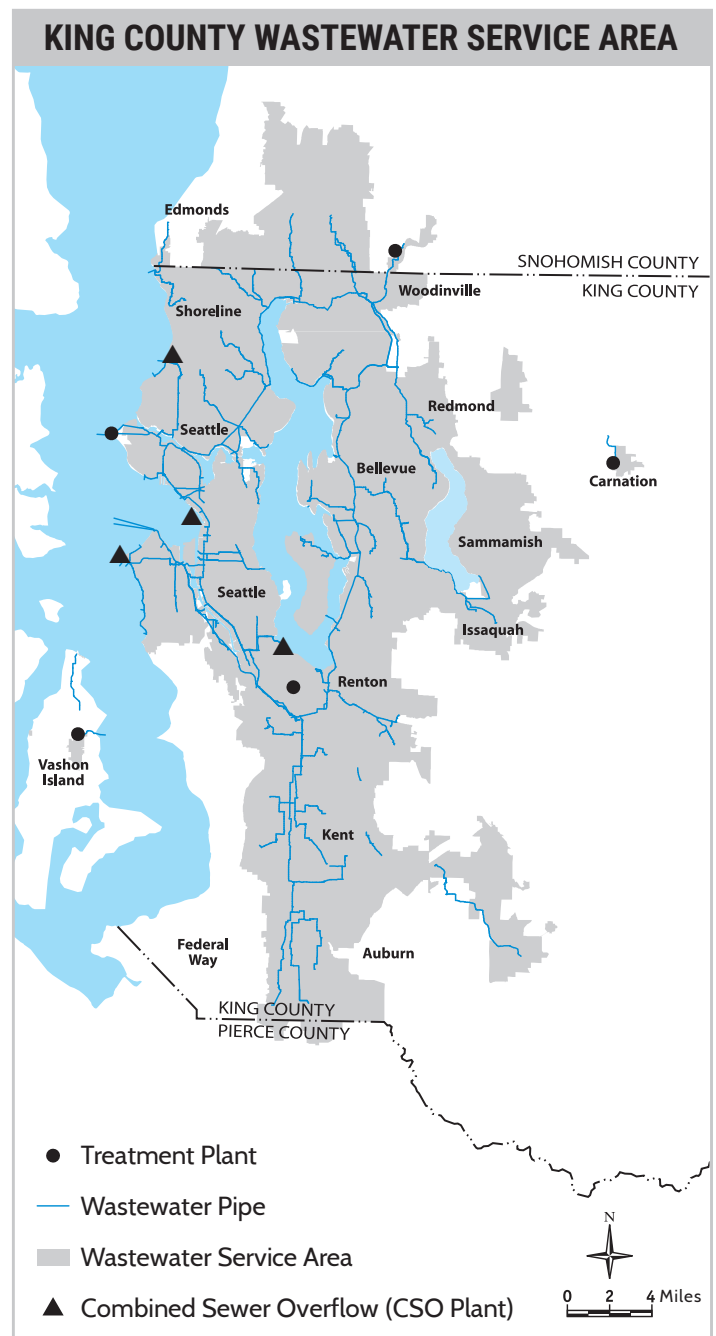 KING COUNTY WASTEWATER SERVICE AREA
Edmonds
SNOHOMISH COUNTY
KING COUNTY
Woodinville
Shoreline
Redmond
Seattle
Bellevue
Carnation
Sammamish
Seattle
Issaquah
Renton
Vashon
Island
Kent
Federal
Way
Auburn
KING COUNTY
PIERCE COUNTY
Treatment Plant
Wastewater Pipe
Wastewater Service Area
Combined Sewer Overflow (CSO Plant)
N
0 2 4 Miles